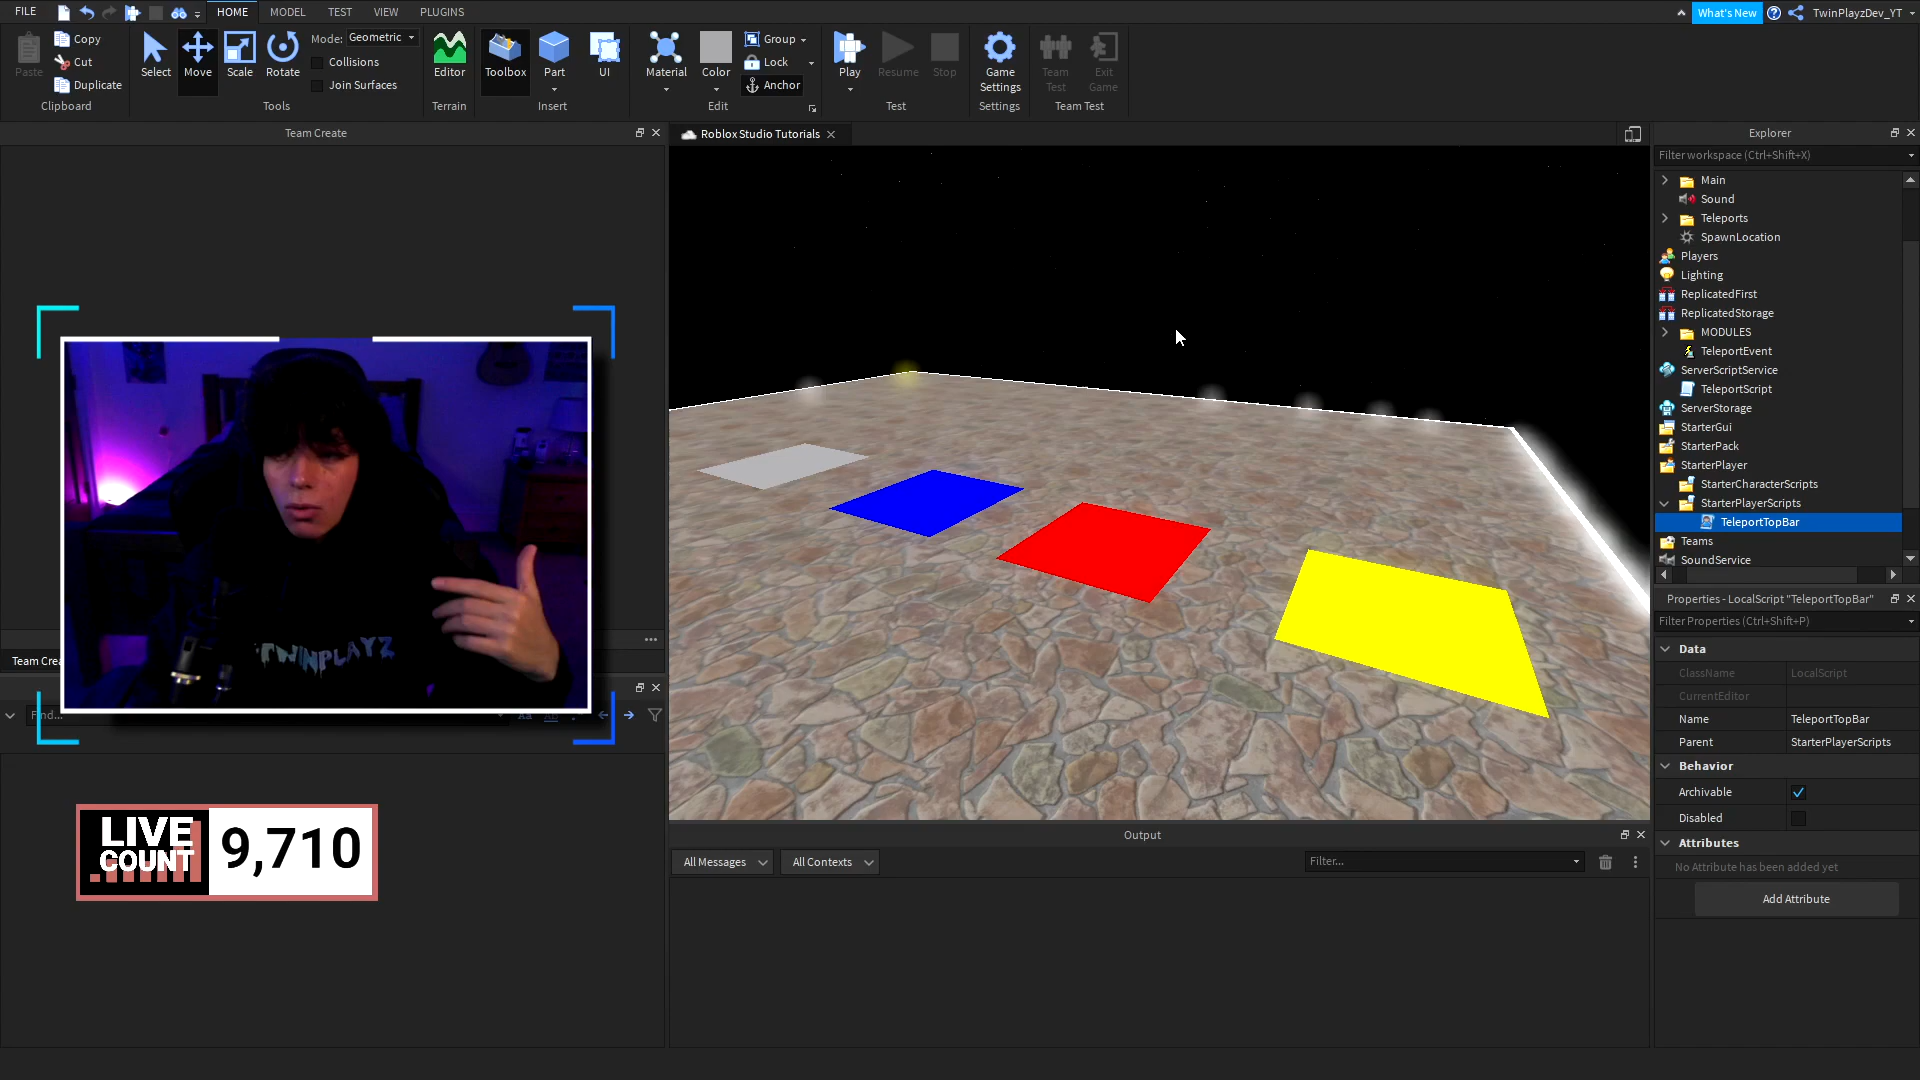 FILE
HOME
MODEL
TEST
VIEW
PLUGINS
What's New
TwinPlayzDev_YT
Paste
Copy
Cut
Duplicate
Clipboard
Select
Move
Scale
Rotate
Mode: Geometric
Collisions
Join Surfaces
Tools
Editor
Terrain
Toolbox
Part
UI
Insert
Material
Color
Group
Lock
Anchor
Edit
Play
Resume
Stop
Test
Game
Settings
Settings
Team
Test
Exit
Game
Team Test
Team Create
Roblox Studio Tutorials
Explorer
Filter workspace (Ctrl+Shift+X)
Main
Sound
Teleports
SpawnLocation
Players
Lighting
ReplicatedFirst
ReplicatedStorage
MODULES
TeleportEvent
ServerScriptService
TeleportScript
ServerStorage
StarterGui
StarterPack
StarterPlayer
StarterCharacterScripts
StarterPlayerScripts
TeleportTopBar
Teams
SoundService
Properties - LocalScript "TeleportTopBar"
Filter Properties (Ctrl+Shift+P)
Data
ClassName LocalScript
CurrentEditor
Name TeleportTopBar
Parent StarterPlayerScripts
Behavior
Archivable
Disabled
Attributes
No Attribute has been added yet
Add Attribute
TWINPLAYZ
Team Crea
Find...
Aa
Ab
LIVE
COUNT
9,710
Output
All Messages
All Contexts
Filter...